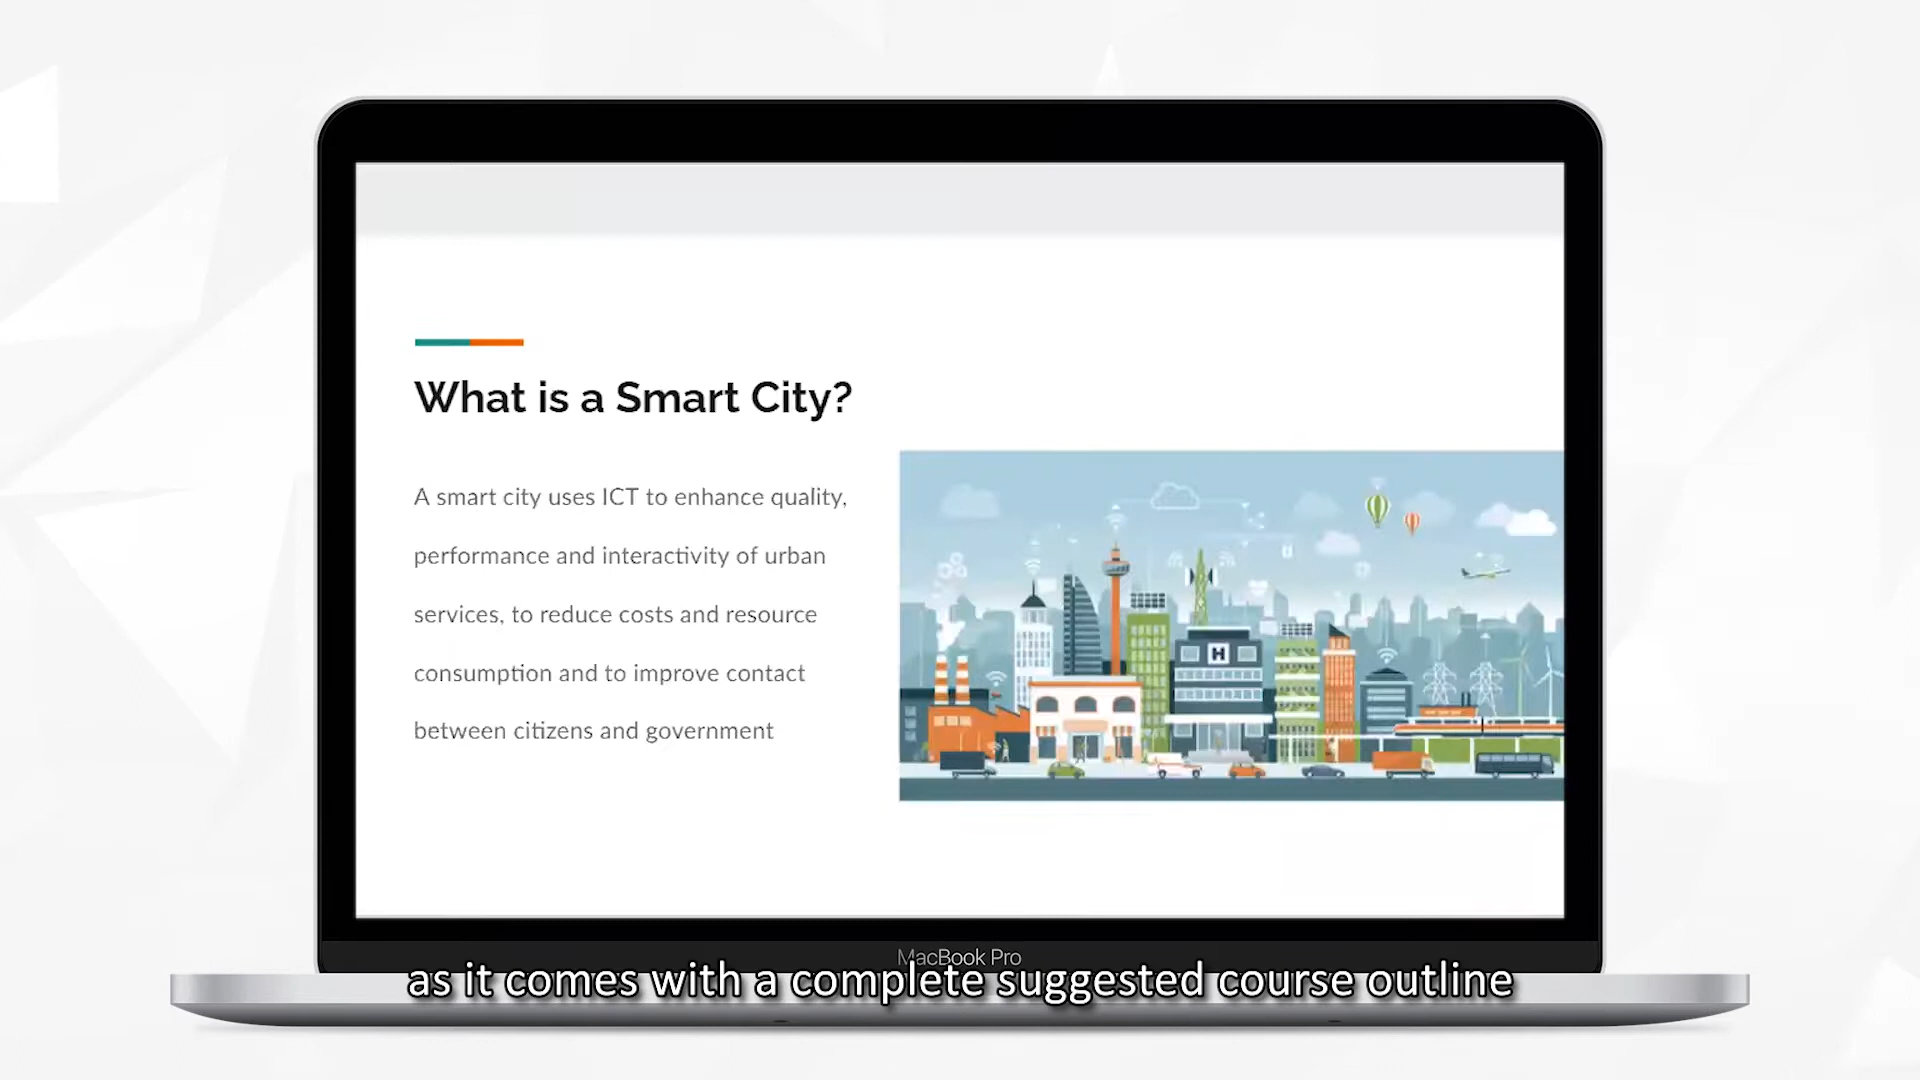 What is a Smart City?
A smart city uses ICT to enhance quality,
performance and interactivity of urban
services, to reduce costs and resource
consumption and to improve contact
between citizens and government
H
MacBook Pro
as it comes with a complete suggested course outline